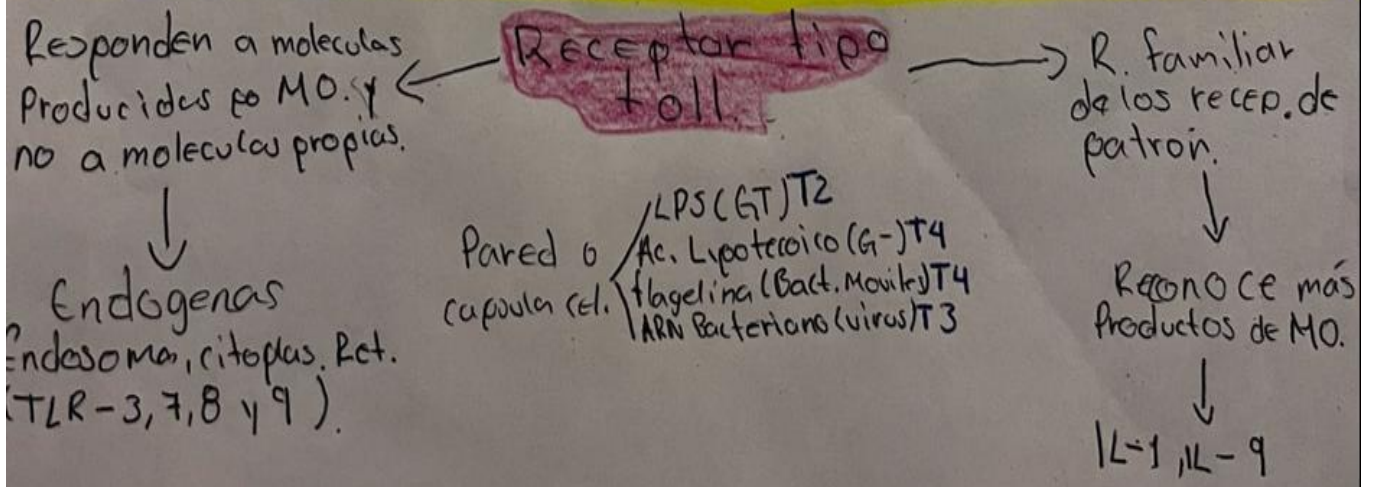 Receptor tipo
toll.
Responden a moleculas
Producidas po MO. y
no a moleculas propias.
Endogenas
Endosoma, citoplas. Ret.
(TLR-3, 7, 8 y 9).
Pared o
capsula cel.
LPS (GT) T2
Ac. Lypoteroico (G-) T4
flagelina (Bact. Moviles) T4
ARN Bacteriano (virus) T3
R. familiar
de los recep. de
patron.
Reconoce más
Productos de MO.
IL-1, IL-9